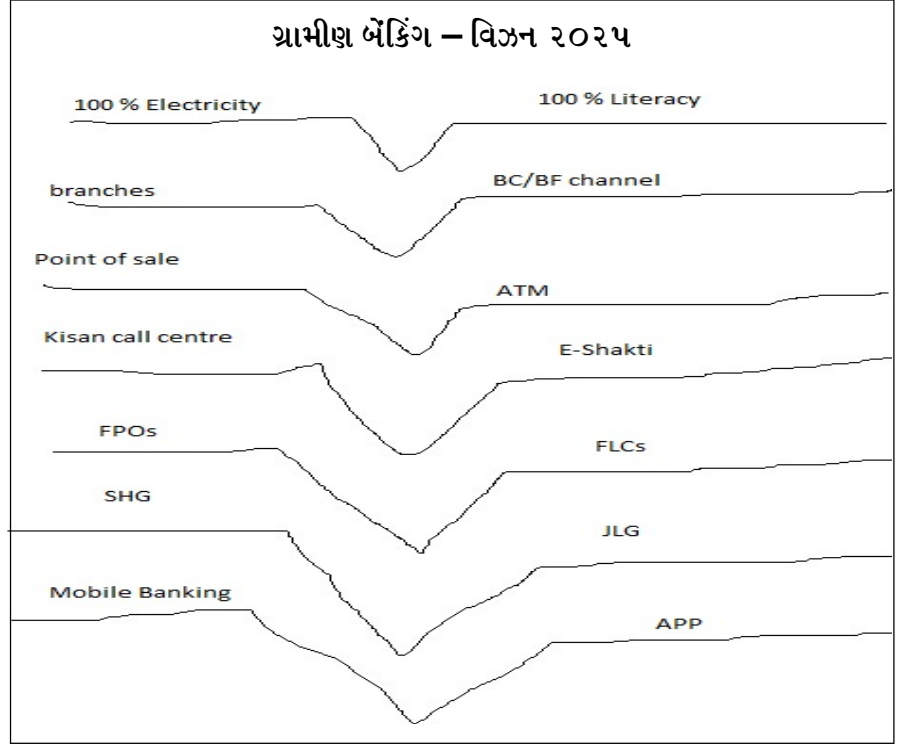 ગ્રામીણ બેંકિંગ – વિઝન ૨૦૨૫
100 % Electricity
100 % Literacy
branches
BC/BF channel
Point of sale
ATM
Kisan call centre
E-Shakti
FPOs
FLCs
SHG
JLG
Mobile Banking
APP